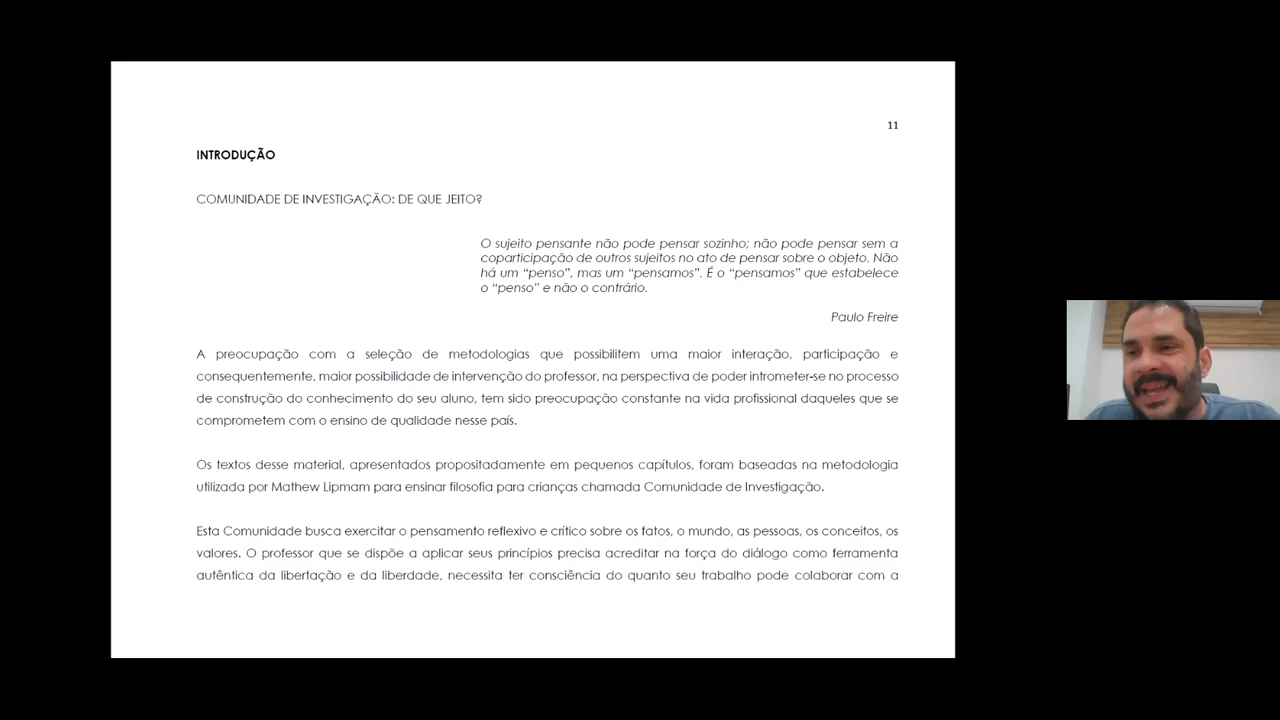 11
INTRODUÇÃO
COMUNIDADE DE INVESTIGAÇÃO: DE QUE JEITO?
O sujeito pensante não pode pensar sozinho; não pode pensar sem a
coparticipação de outros sujeitos no ato de pensar sobre o objeto. Não
há um “penso”, mas um “pensamos”. É o “pensamos” que estabelece
o “penso” e não o contrário.
Paulo Freire
A preocupação com a seleção de metodologias que possibilitem uma maior interação, participação e
consequentemente, maior possibilidade de intervenção do professor, na perspectiva de poder intrometer-se no processo
de construção do conhecimento do seu aluno, tem sido preocupação constante na vida profissional daqueles que se
comprometem com o ensino de qualidade nesse país.
Os textos desse material, apresentados propositadamente em pequenos capítulos, foram baseadas na metodologia
utilizada por Mathew Lipmam para ensinar filosofia para crianças chamada Comunidade de Investigação.
Esta Comunidade busca exercitar o pensamento reflexivo e crítico sobre os fatos, o mundo, as pessoas, os conceitos, os
valores. O professor que se dispõe a aplicar seus princípios precisa acreditar na força do diálogo como ferramenta
autêntica da libertação e da liberdade, necessita ter consciência do quanto seu trabalho pode colaborar com a